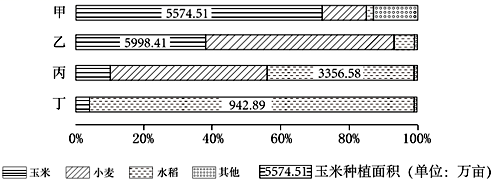 甲 5574.51
乙 5998.41
丙 3356.58
丁 942.89
0% 20% 40% 60% 80% 100%
玉米 小麦 水稻 其他 5574.51 玉米种植面积（单位：万亩）